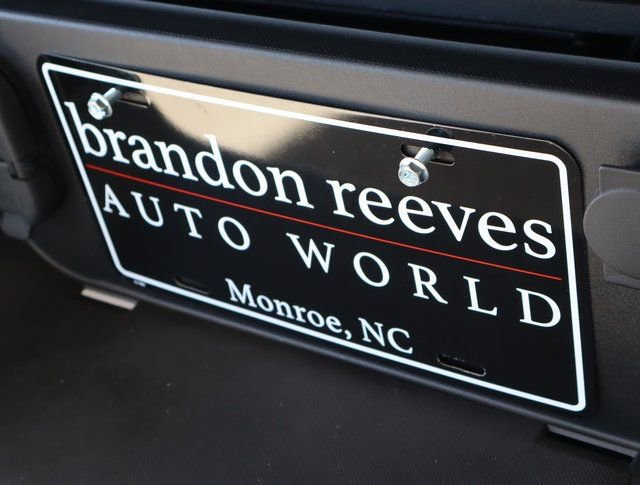 brandon reeves
AUTO WORLD
Monroe, NC